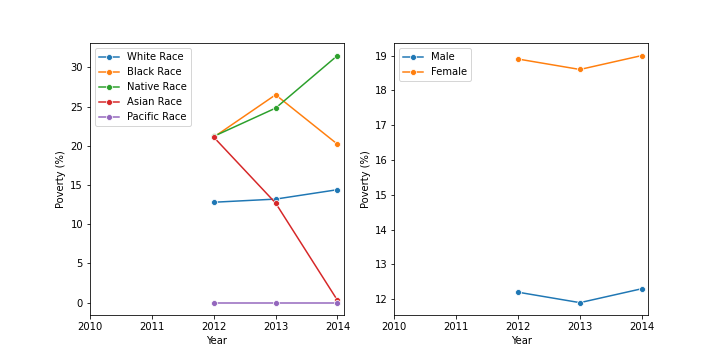 White Race
Black Race
Native Race
Asian Race
Pacific Race
30
25
20
15
10
5
0
Poverty (%)
2010 2011 2012 2013 2014
Year
Male
Female
19
18
17
16
15
14
13
12
Poverty (%)
2010 2011 2012 2013 2014
Year